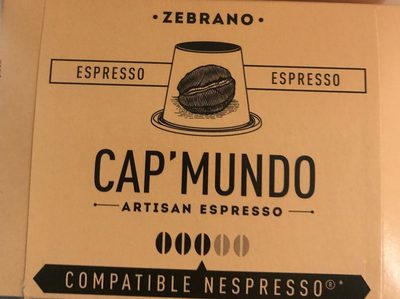 • ZEBRANO •
ESPRESSO ESPRESSO
CAP'MUNDO
ARTISAN ESPRESSO
COMPATIBLE NESPRESSO®*